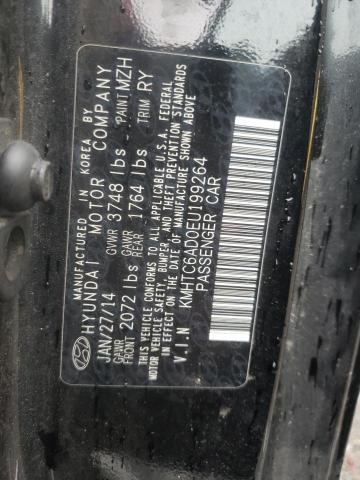 MANUFACTURED IN KOREA BY
HYUNDAI MOTOR COMPANY
JAN/27/14 GVWR 3748 lbs PAINT MZH
GAWR FRONT 2072 lbs GAWR REAR 1764 lbs TRIM RY
THIS VEHICLE CONFORMS TO ALL APPLICABLE U.S.A. FEDERAL
MOTOR VEHICLE SAFETY, BUMPER, AND THEFT PREVENTION STANDARDS
IN EFFECT ON THE DATE OF MANUFACTURE SHOWN ABOVE
V.I.N KMHTC6AD0EU199264
PASSENGER CAR